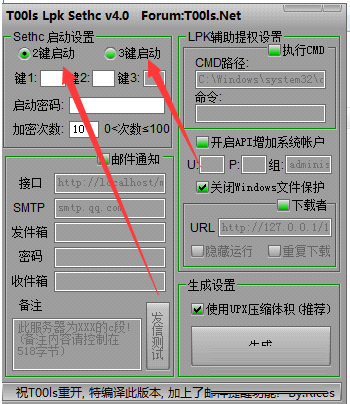 T00ls Lpk Sethc v4.0 Forum:T00ls.Net
Sethc 启动设置
2键启动 3键启动
键1: 键2: 键3:
启动密码:
加密次数: 10 0<次数≤100
邮件通知
接口 http://localhost/m
SMTP smtp.qq.com
发件箱
密码
收件箱
备注
此服务器为XXX的c段!
(备注内容请控制在
518字节)
发信测试
LPK辅助提权设置
执行CMD
CMD路径:
C:\Windows\system32\c
命令:
开启API增加系统帐户
U: P: 组: adminis
关闭Windows文件保护
下载者
URL http://127.0.0.1/1
隐藏运行 重复下载
生成设置
使用UPX压缩体积(推荐)
生成
祝T00ls重开, 特编译此版本, 加上了邮件提醒功能! By:Rices